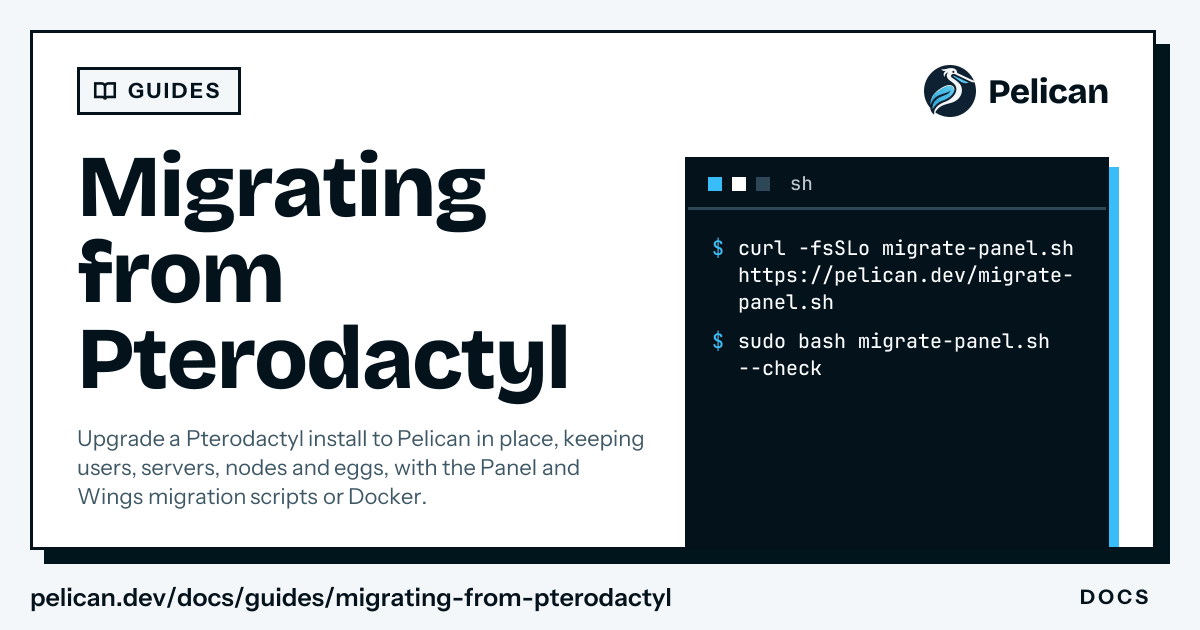 GUIDES
Pelican
Migrating
from
Pterodactyl
Upgrade a Pterodactyl install to Pelican in place, keeping
users, servers, nodes and eggs, with the Panel and
Wings migration scripts or Docker.
sh
$ curl -fsSLo migrate-panel.sh
https://pelican.dev/migrate-
panel.sh
$ sudo bash migrate-panel.sh
--check
pelican.dev/docs/guides/migrating-from-pterodactyl
DOCS